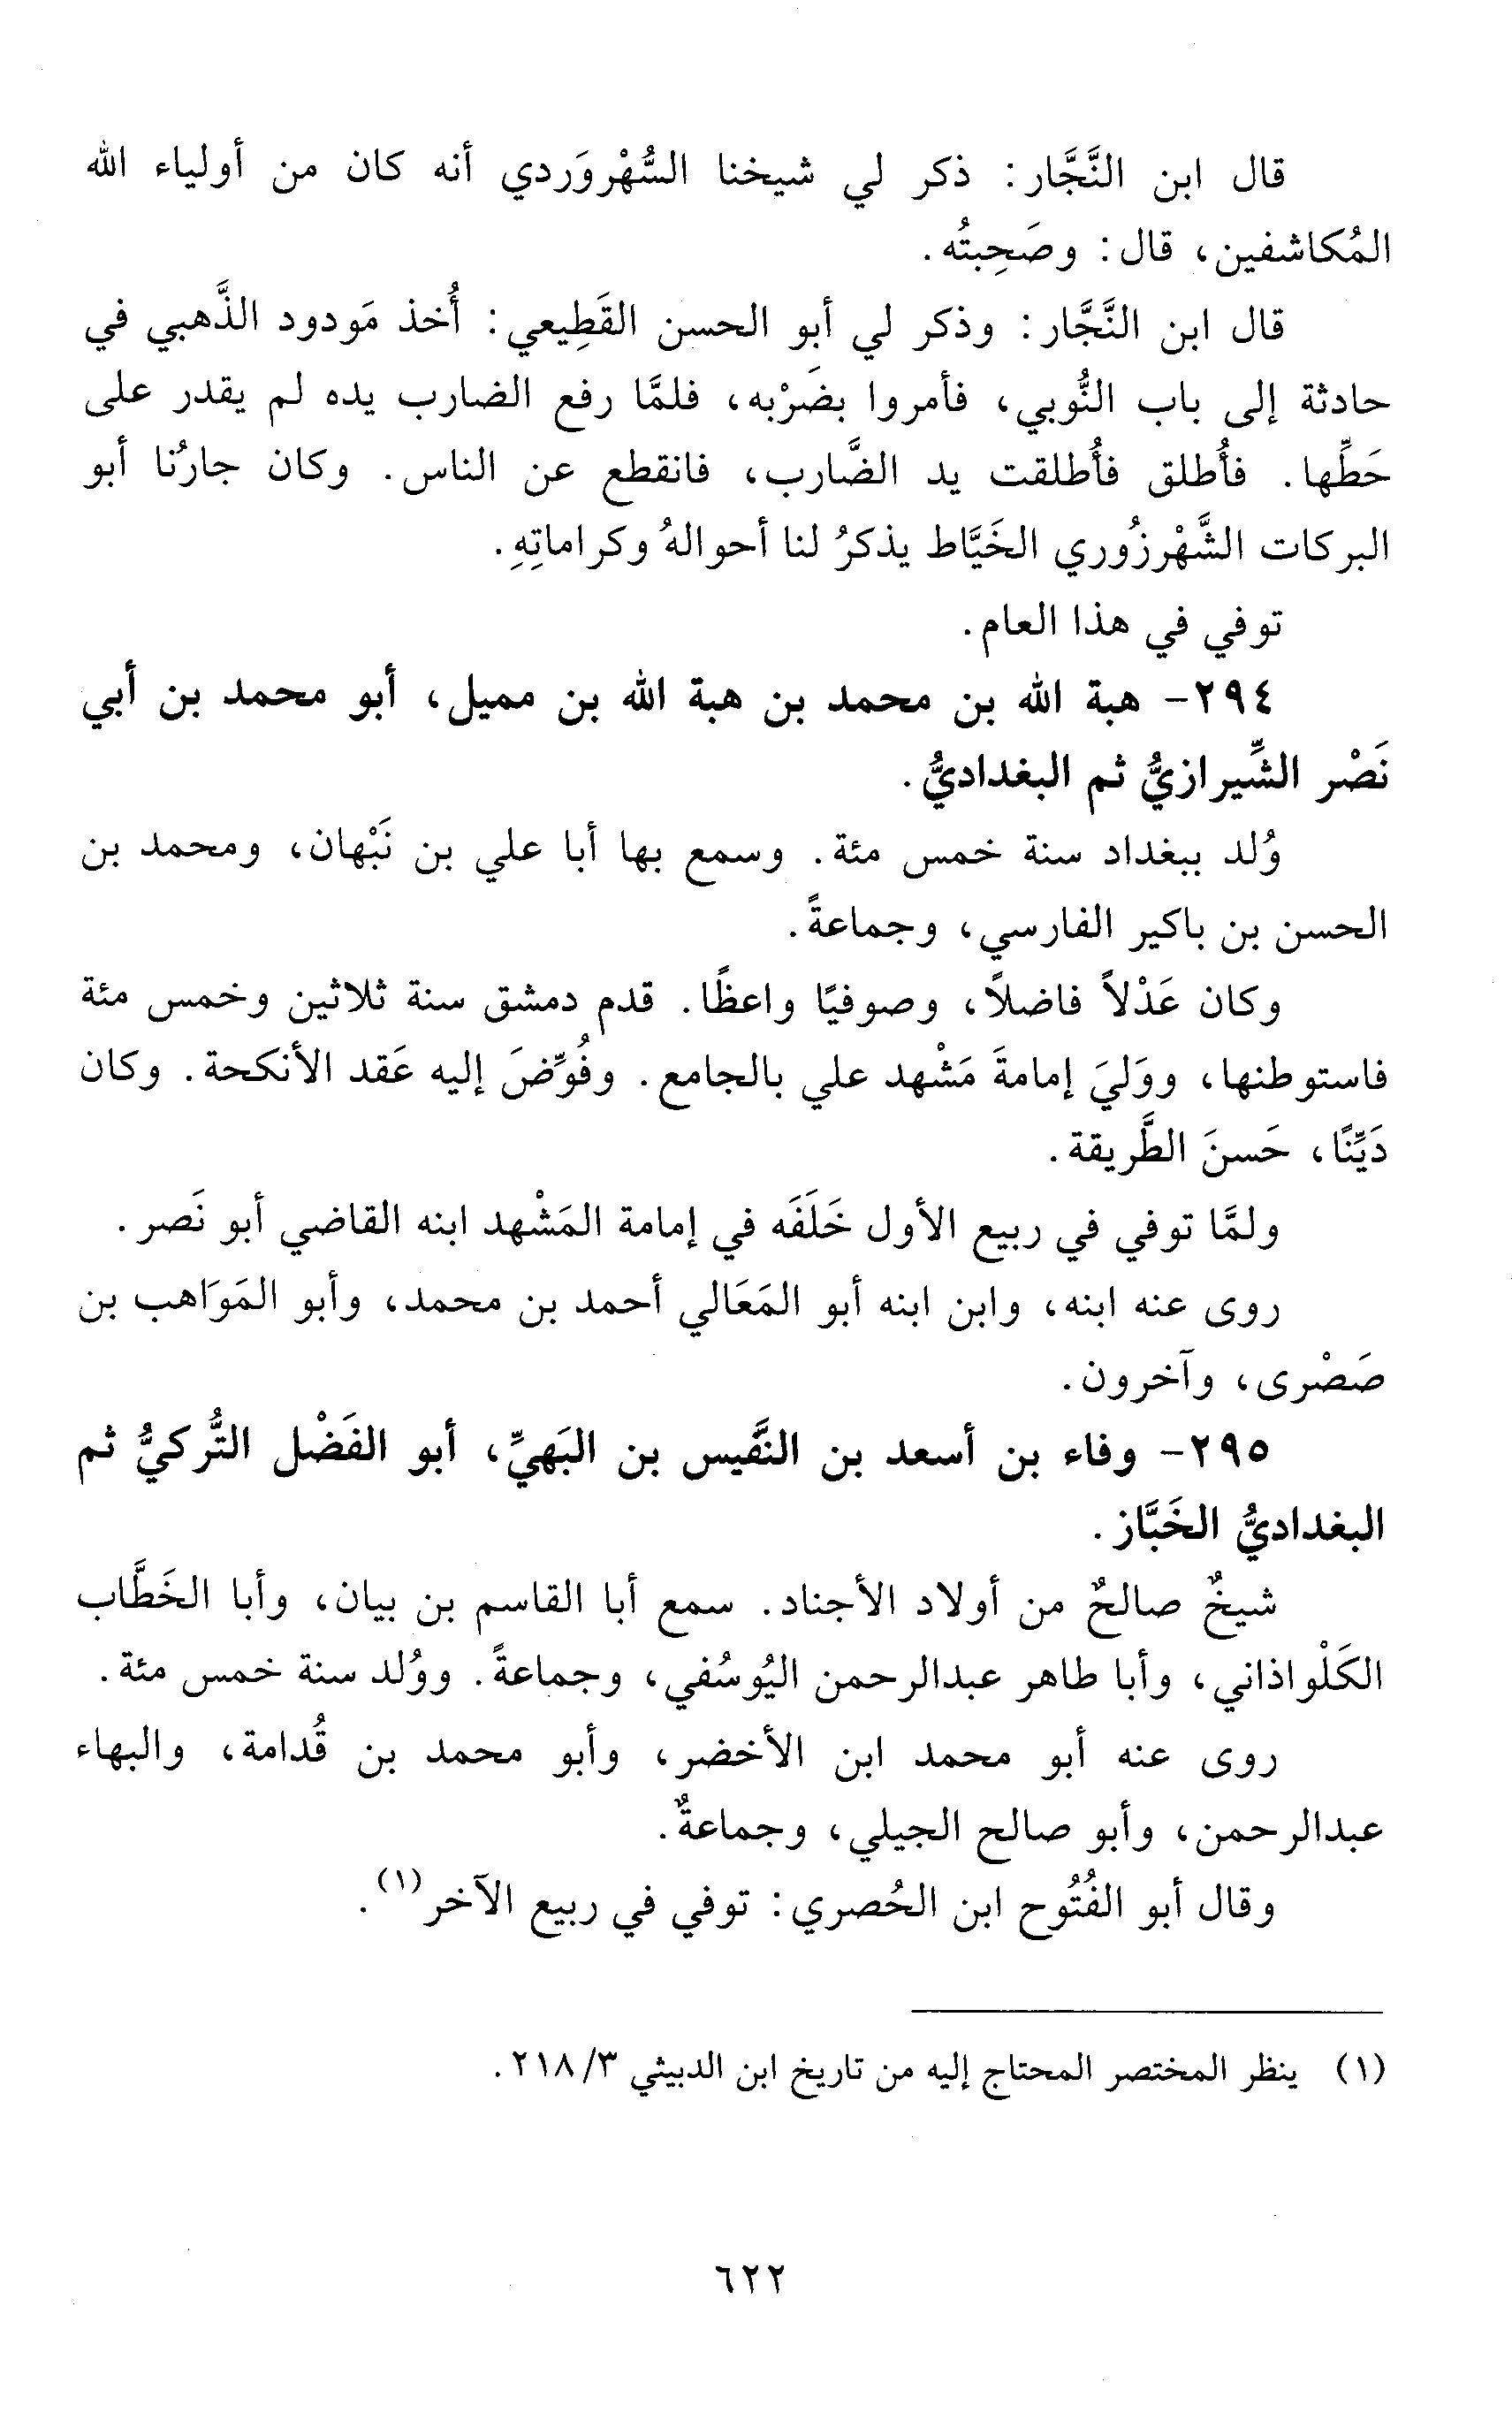 قال ابن النَّجَّار: ذكر لي شيخنا السُّهْروَردي أنه كان من أولياء الله
المُكاشفين، قال: وصَحِبتُه.
قال ابن النَّجَّار: وذكر لي أبو الحسن القَطِيعي: أُخذ مَودود الذَّهبي في
حادثة إلى باب النُّوبي، فأمروا بضَرْبه، فلمَّا رفع الضارب يده لم يقدر على
حَطِّها. فأُطلق فأُطلقت يد الضَّارب، فانقطع عن الناس. وكان جارُنا أبو
البركات الشَّهْرزُوري الخَيَّاط يذكرُ لنا أحوالهُ وكراماتِهِ.
توفي في هذا العام.
٢٩٤- هبة الله بن محمد بن هبة الله بن مميل، أبو محمد بن أبي
نَصْر الشِّيرازيُّ ثم البغداديُّ.
وُلد ببغداد سنة خمس مئة. وسمع بها أبا علي بن نَبْهان، ومحمد بن
الحسن بن باكير الفارسي، وجماعةً.
وكان عَدْلاً فاضلاً، وصوفيًا واعظًا. قدم دمشق سنة ثلاثين وخمس مئة
فاستوطنها، ووَليَ إمامةَ مَشْهد علي بالجامع. وفُوِّضَ إليه عَقد الأنكحة. وكان
دَيِّنًا، حَسنَ الطَّريقة.
ولمَّا توفي في ربيع الأول خَلَفَه في إمامة المَشْهد ابنه القاضي أبو نَصر.
روى عنه ابنه، وابن ابنه أبو المَعَالي أحمد بن محمد، وأبو المَوَاهب بن
صَصْرى، وآخرون.
٢٩٥- وفاء بن أسعد بن النَّفيس بن البَهيِّ، أبو الفَضْل التُّركيُّ ثم
البغداديُّ الخَبَّاز.
شيخٌ صالحٌ من أولاد الأجناد. سمع أبا القاسم بن بيان، وأبا الخَطَّاب
الكَلْواذاني، وأبا طاهر عبدالرحمن اليُوسُفي، وجماعةً. ووُلد سنة خمس مئة.
روى عنه أبو محمد ابن الأخضر، وأبو محمد بن قُدامة، والبهاء
عبدالرحمن، وأبو صالح الجيلي، وجماعةٌ.
وقال أبو الفُتُوح ابن الحُصري: توفي في ربيع الآخر(١).
(١) ينظر المختصر المحتاج إليه من تاريخ ابن الدبيثي ٣/ ٢١٨.
٦٢٢